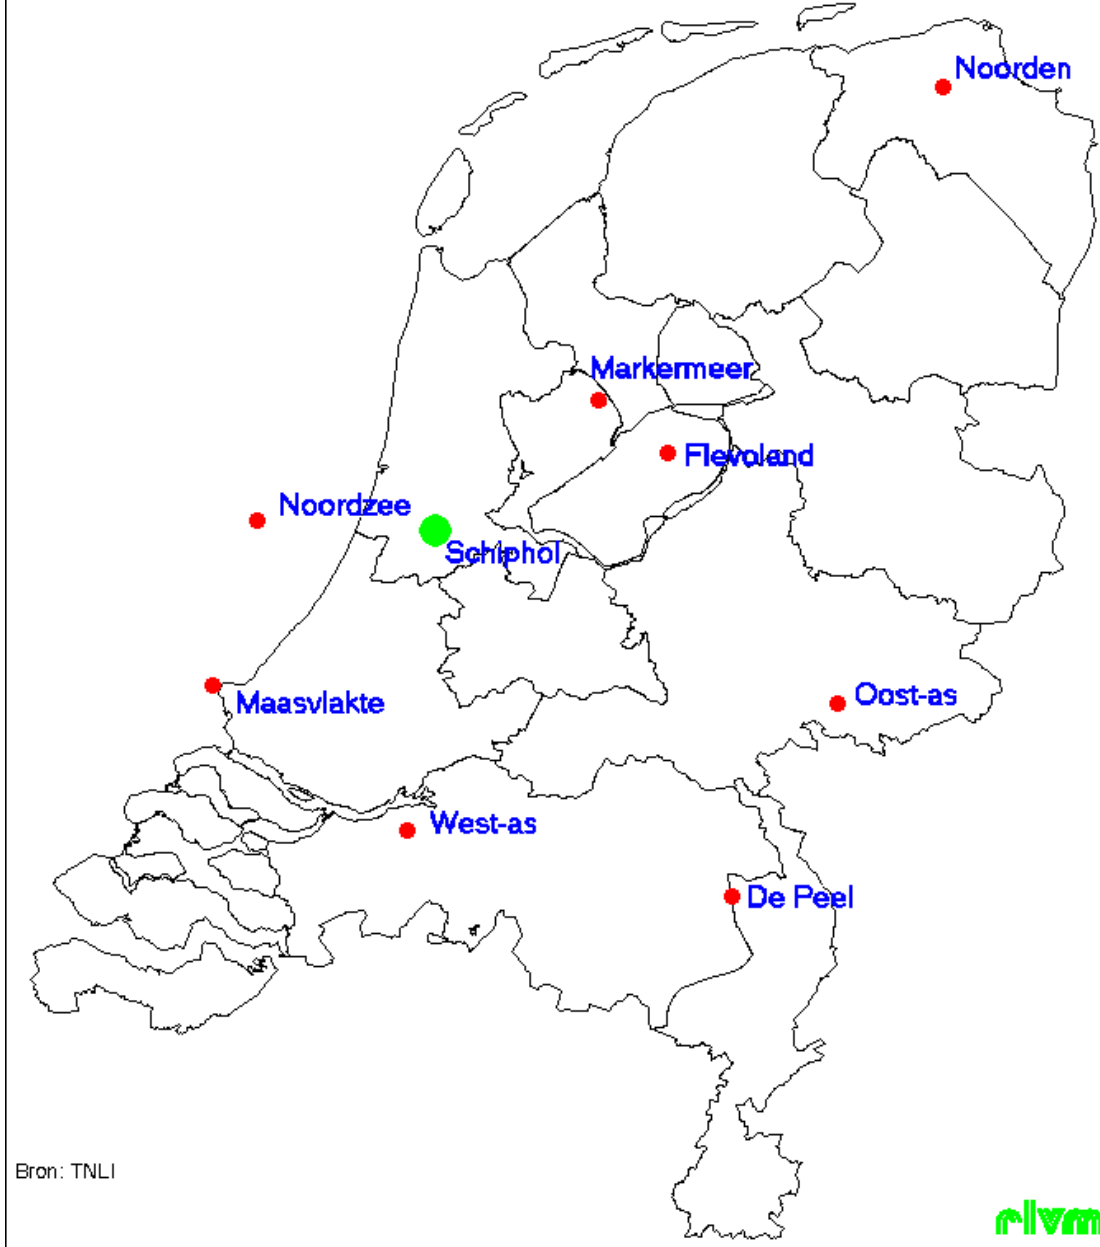 Noorden
Markermeer
Flevoland
Noordzee
Schiphol
Maasvlakte
Oost-as
West-as
De Peel
Bron: TNLI
rivm